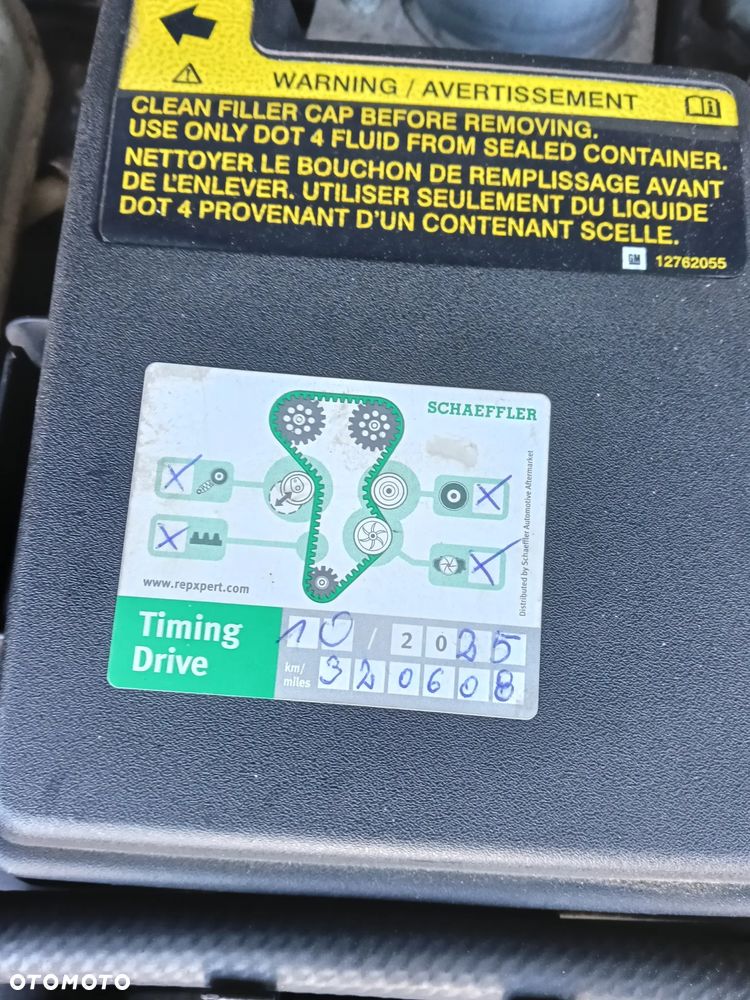 WARNING / AVERTISSEMENT
CLEAN FILLER CAP BEFORE REMOVING.
USE ONLY DOT 4 FLUID FROM SEALED CONTAINER.
NETTOYER LE BOUCHON DE REMPLISSAGE AVANT
DE L'ENLEVER. UTILISER SEULEMENT DU LIQUIDE
DOT 4 PROVENANT D'UN CONTENANT SCELLE.
GM 12762055
SCHAEFFLER
Distributed by Schaeffler Automotive Aftermarket
www.repxpert.com
Timing
Drive
10 / 2025
km/
miles
320608
OTOMOTO